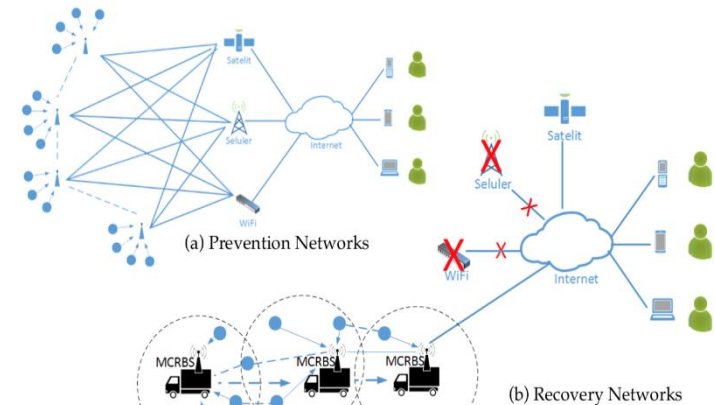 Satelit
Seluler
Internet
WiFi
(a) Prevention Networks
Satelit
Seluler
WiFi
Internet
MCRBS
MCRBS
MCRBS
(b) Recovery Networks